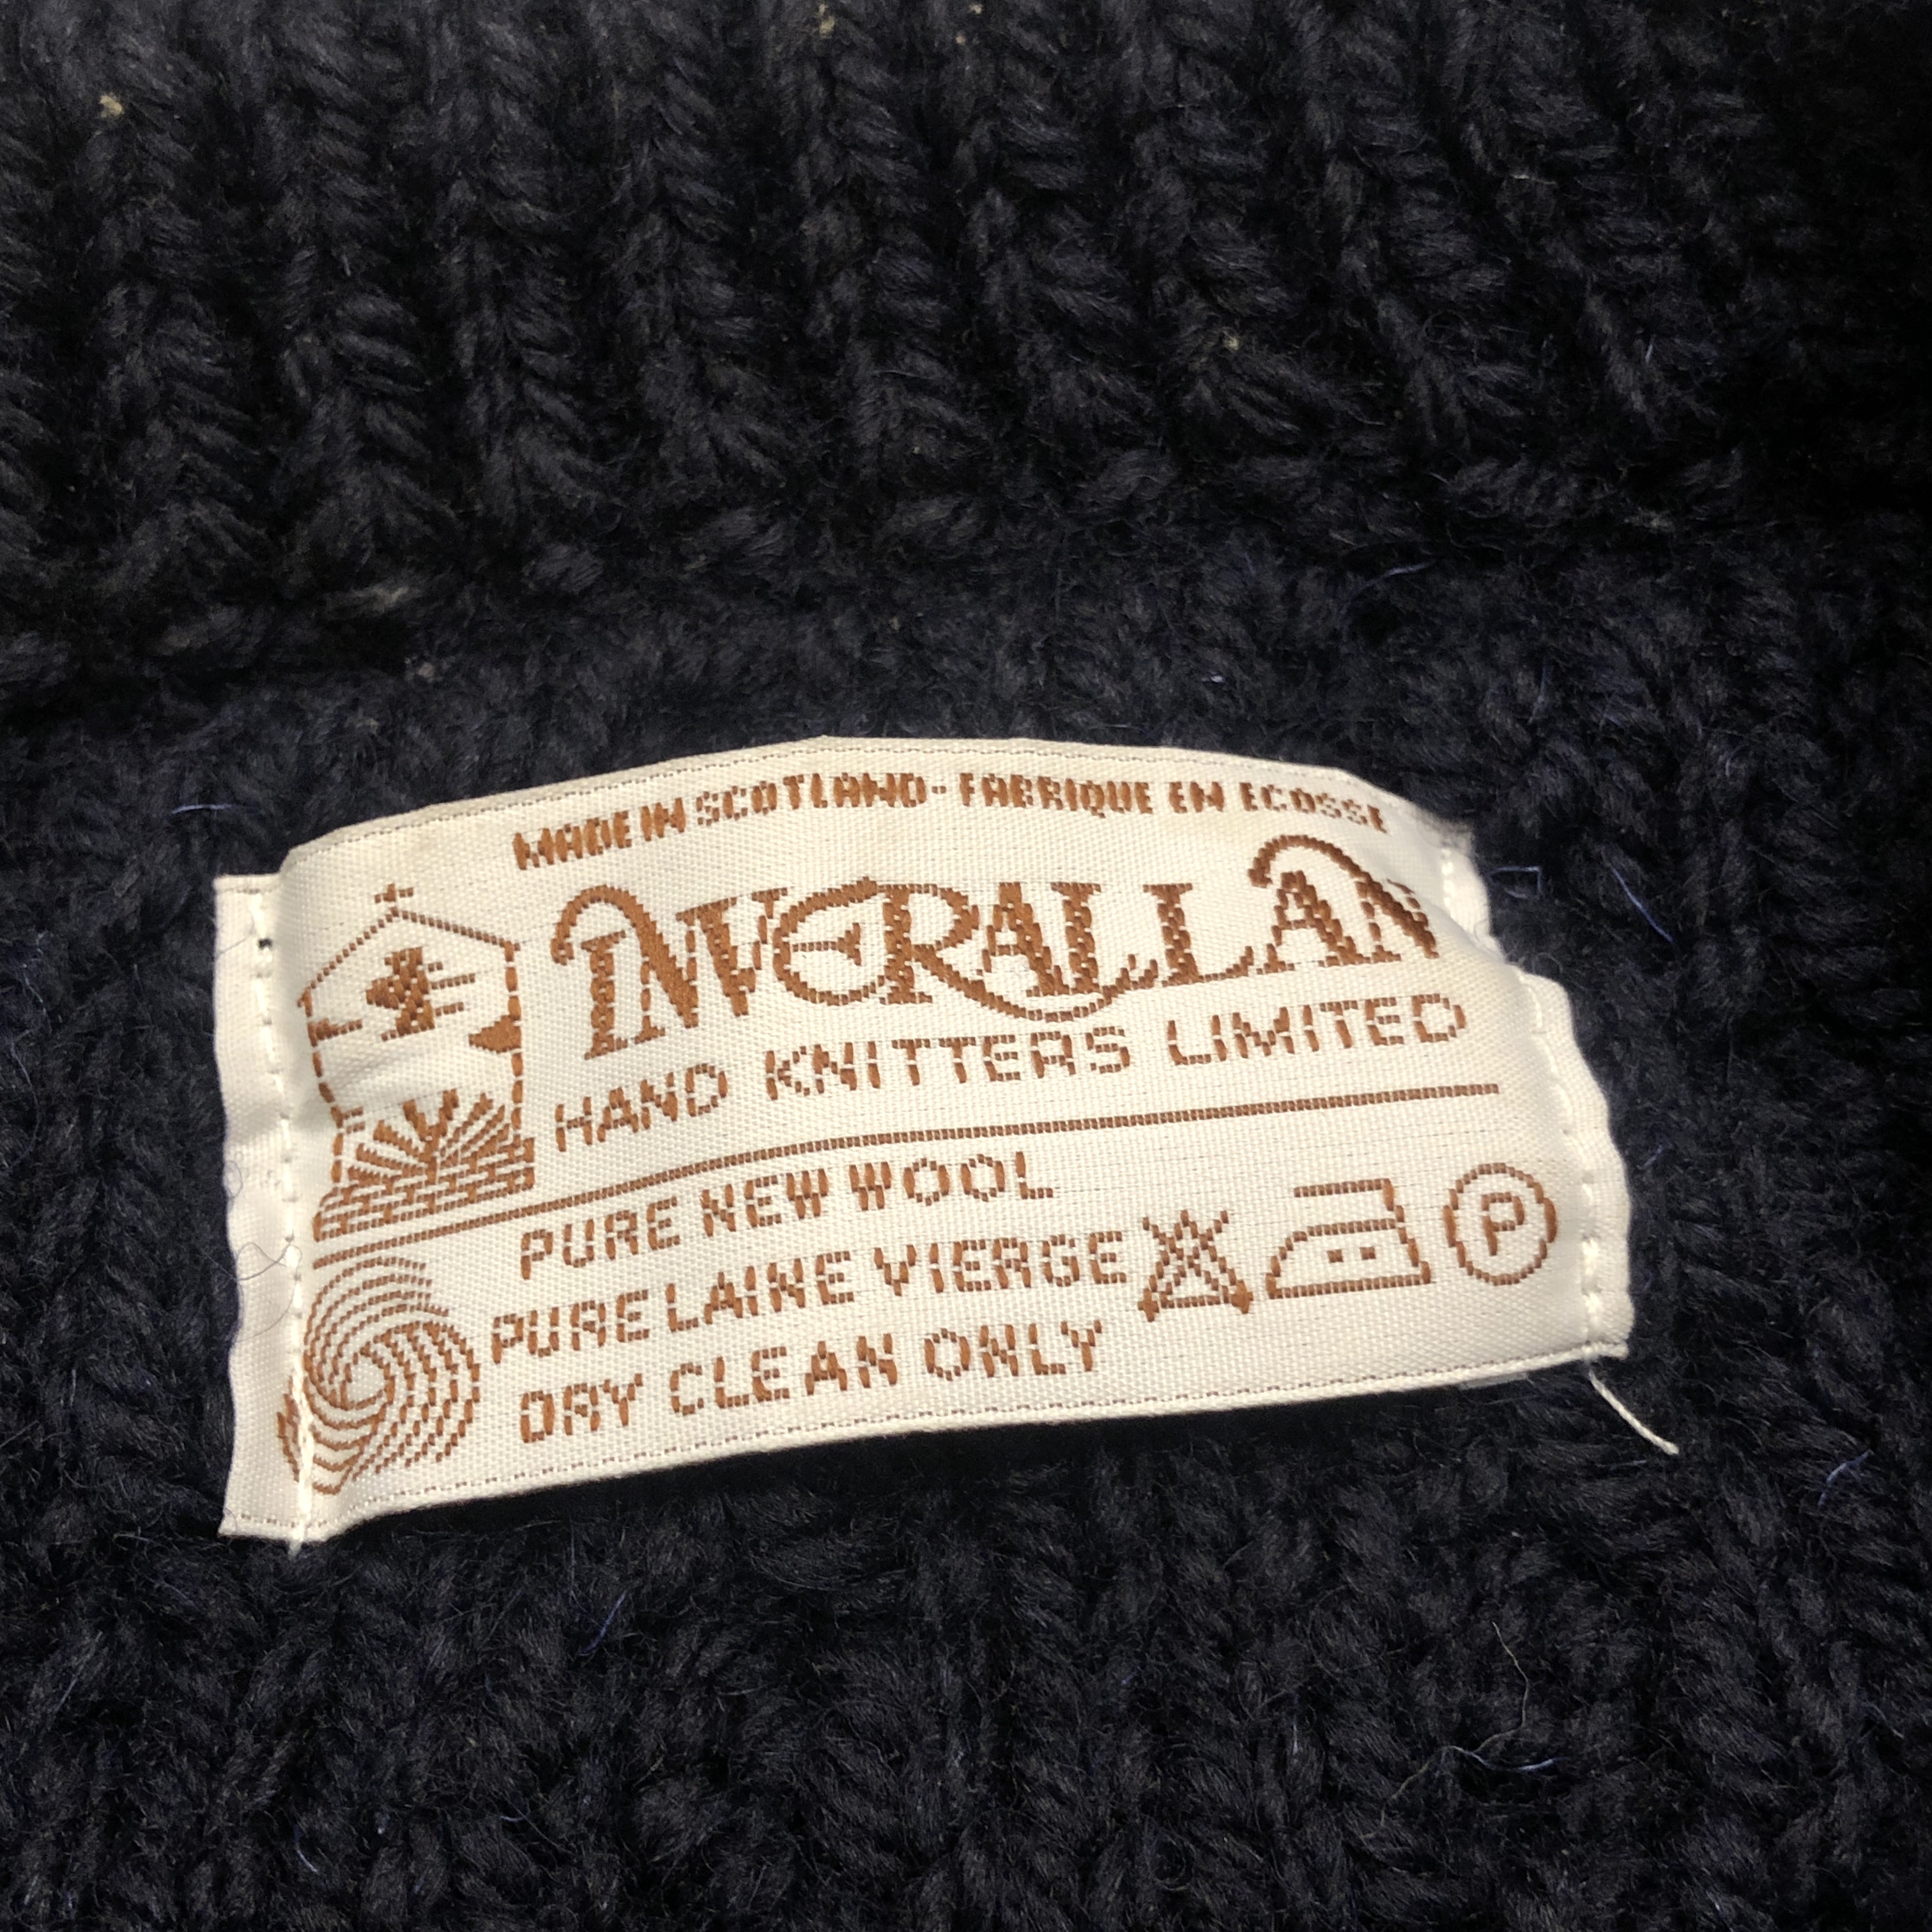 MADE IN SCOTLAND · FABRIQUE EN ECOSSE
INVERALLAN
HAND KNITTERS LIMITED
PURE NEW WOOL
PURE LAINE VIERGE
DRY CLEAN ONLY
P